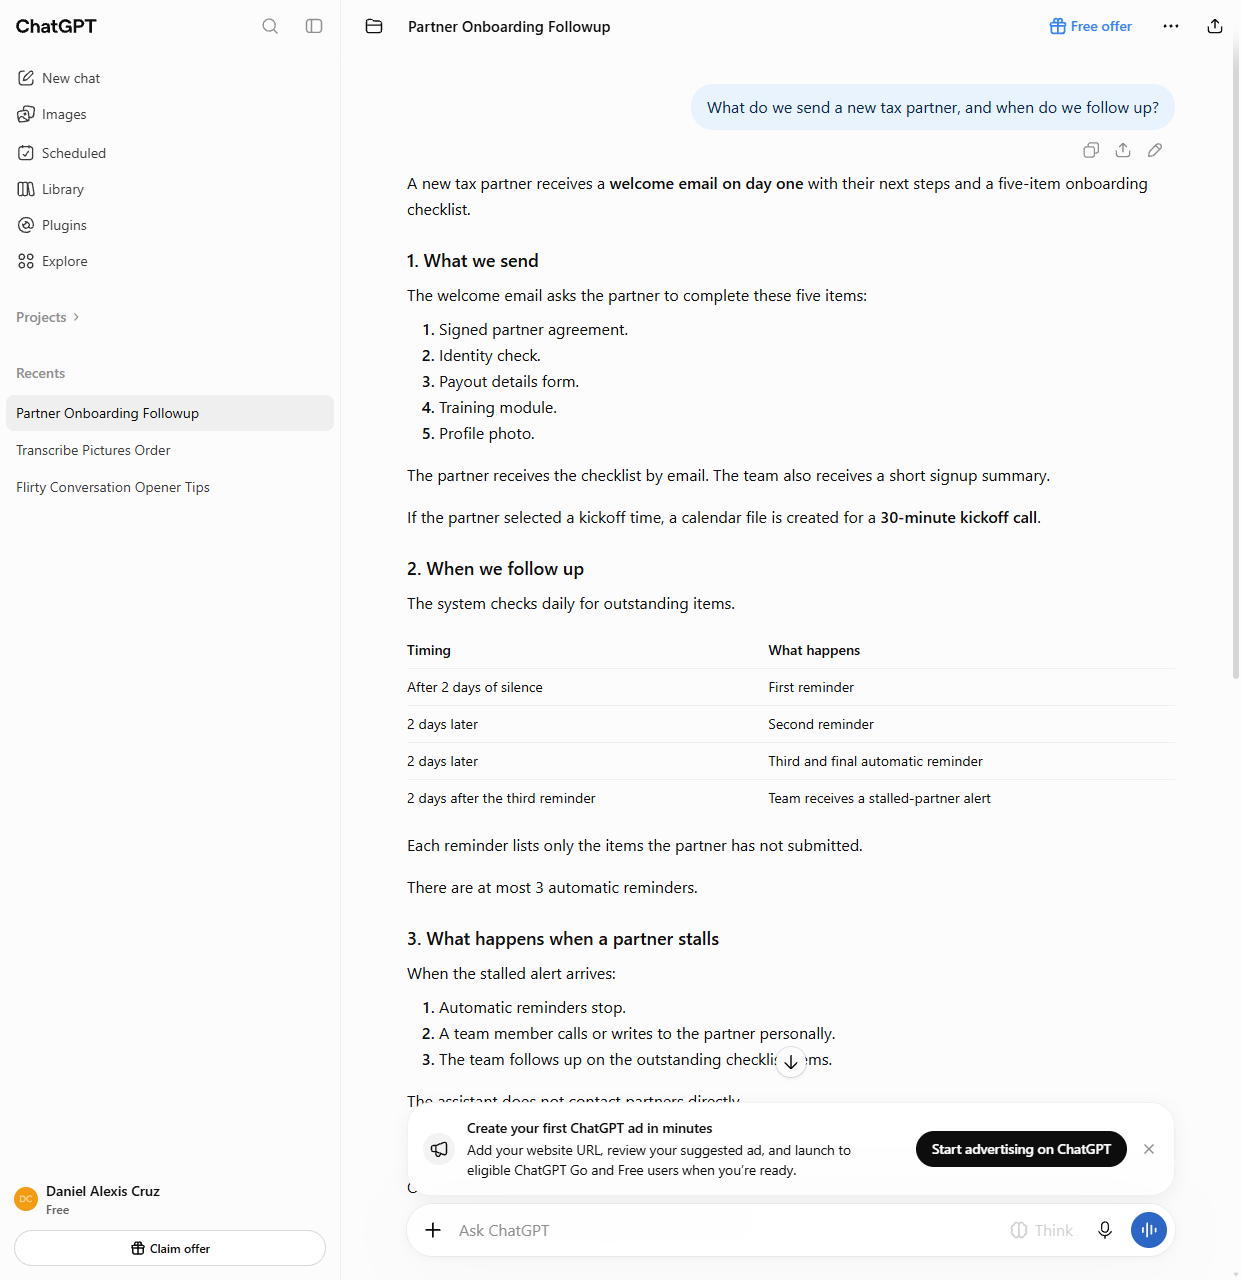 ChatGPT
New chat
Images
Scheduled
Library
Plugins
Explore
Projects
Recents
Partner Onboarding Followup
Transcribe Pictures Order
Flirty Conversation Opener Tips
DC
Daniel Alexis Cruz
Free
Claim offer
Partner Onboarding Followup
Free offer
What do we send a new tax partner, and when do we follow up?
A new tax partner receives a welcome email on day one with their next steps and a five-item onboarding
checklist.
1. What we send
The welcome email asks the partner to complete these five items:
1. Signed partner agreement.
2. Identity check.
3. Payout details form.
4. Training module.
5. Profile photo.
The partner receives the checklist by email. The team also receives a short signup summary.
If the partner selected a kickoff time, a calendar file is created for a 30-minute kickoff call.
2. When we follow up
The system checks daily for outstanding items.
Timing What happens
After 2 days of silence First reminder
2 days later Second reminder
2 days later Third and final automatic reminder
2 days after the third reminder Team receives a stalled-partner alert
Each reminder lists only the items the partner has not submitted.
There are at most 3 automatic reminders.
3. What happens when a partner stalls
When the stalled alert arrives:
1. Automatic reminders stop.
2. A team member calls or writes to the partner personally.
3. The team follows up on the outstanding checklist items.
The assistant does not contact partners directly.
Create your first ChatGPT ad in minutes
Add your website URL, review your suggested ad, and launch to
eligible ChatGPT Go and Free users when you're ready.
Start advertising on ChatGPT
Ask ChatGPT
Think